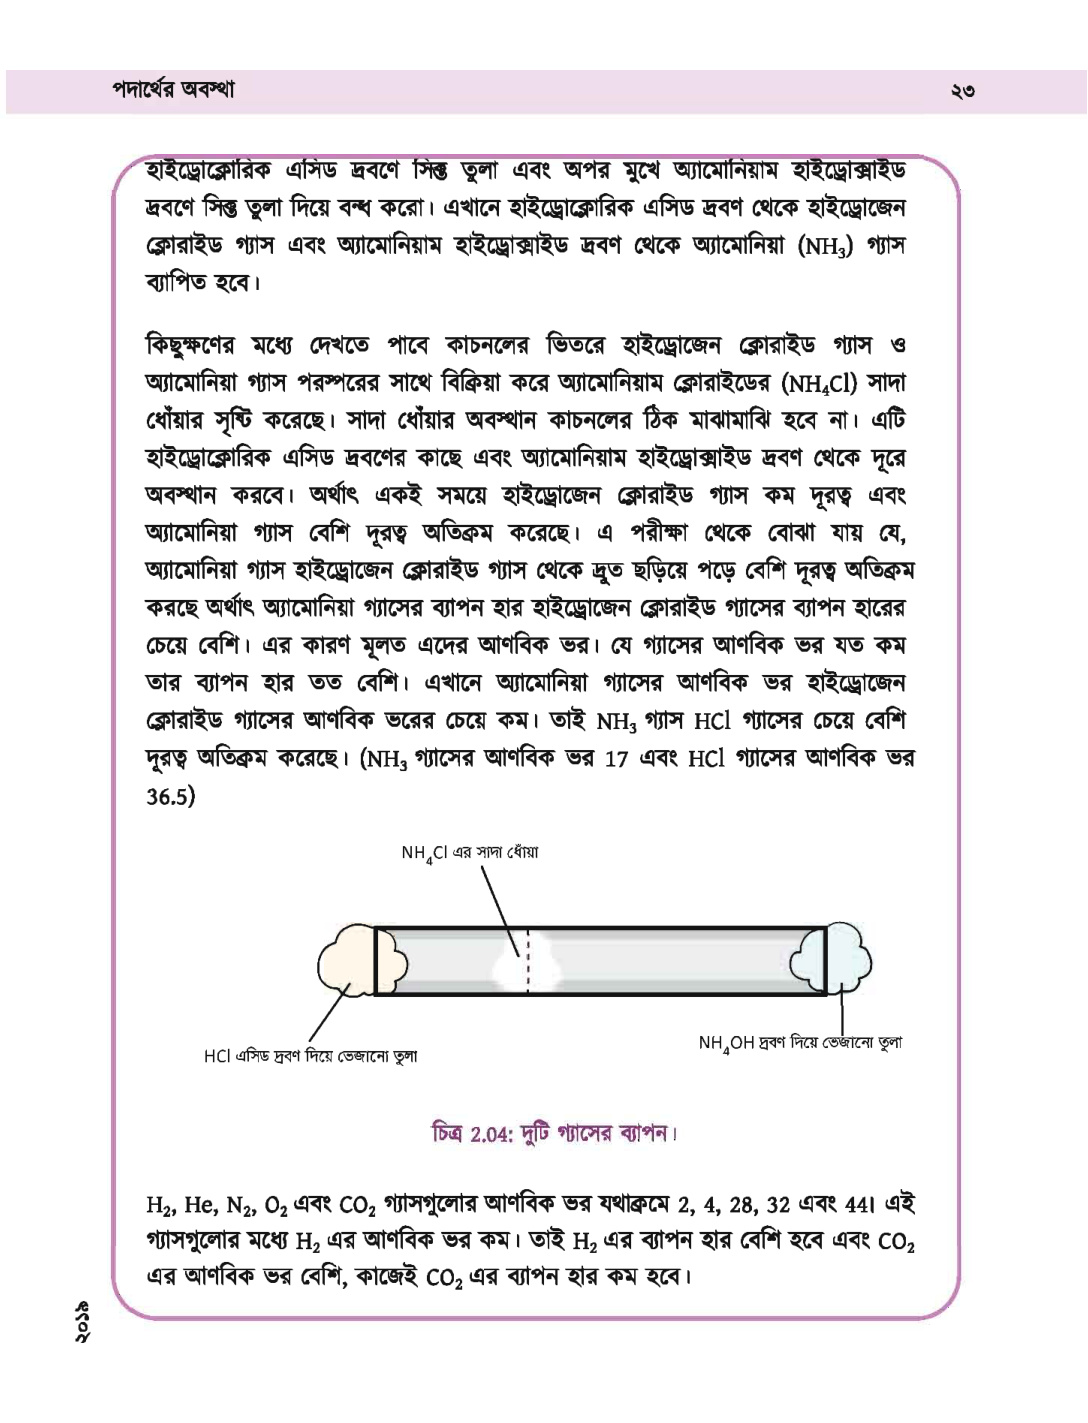 পদার্থের অবস্থা ২৩
হাইড্রোক্লোরিক এসিড দ্রবণে সিক্ত তুলা এবং অপর মুখে অ্যামোনিয়াম হাইড্রোক্সাইড
দ্রবণে সিক্ত তুলা দিয়ে বন্ধ করো। এখানে হাইড্রোক্লোরিক এসিড দ্রবণ থেকে হাইড্রোজেন
ক্লোরাইড গ্যাস এবং অ্যামোনিয়াম হাইড্রোক্সাইড দ্রবণ থেকে অ্যামোনিয়া (NH₃) গ্যাস
ব্যাপিত হবে।
কিছুক্ষণের মধ্যে দেখতে পাবে কাচনলের ভিতরে হাইড্রোজেন ক্লোরাইড গ্যাস ও
অ্যামোনিয়া গ্যাস পরস্পরের সাথে বিক্রিয়া করে অ্যামোনিয়াম ক্লোরাইডের (NH₄Cl) সাদা
ধোঁয়ার সৃষ্টি করেছে। সাদা ধোঁয়ার অবস্থান কাচনলের ঠিক মাঝামাঝি হবে না। এটি
হাইড্রোক্লোরিক এসিড দ্রবণের কাছে এবং অ্যামোনিয়াম হাইড্রোক্সাইড দ্রবণ থেকে দূরে
অবস্থান করবে। অর্থাৎ একই সময়ে হাইড্রোজেন ক্লোরাইড গ্যাস কম দূরত্ব এবং
অ্যামোনিয়া গ্যাস বেশি দূরত্ব অতিক্রম করেছে। এ পরীক্ষা থেকে বোঝা যায় যে,
অ্যামোনিয়া গ্যাস হাইড্রোজেন ক্লোরাইড গ্যাস থেকে দ্রুত ছড়িয়ে পড়ে বেশি দূরত্ব অতিক্রম
করছে অর্থাৎ অ্যামোনিয়া গ্যাসের ব্যাপন হার হাইড্রোজেন ক্লোরাইড গ্যাসের ব্যাপন হারের
চেয়ে বেশি। এর কারণ মূলত এদের আণবিক ভর। যে গ্যাসের আণবিক ভর যত কম
তার ব্যাপন হার তত বেশি। এখানে অ্যামোনিয়া গ্যাসের আণবিক ভর হাইড্রোজেন
ক্লোরাইড গ্যাসের আণবিক ভরের চেয়ে কম। তাই NH₃ গ্যাস HCl গ্যাসের চেয়ে বেশি
দূরত্ব অতিক্রম করেছে। (NH₃ গ্যাসের আণবিক ভর 17 এবং HCl গ্যাসের আণবিক ভর
36.5)
NH₄Cl এর সাদা ধোঁয়া
NH₄OH দ্রবণ দিয়ে ভেজানো তুলা
HCl এসিড দ্রবণ দিয়ে ভেজানো তুলা
চিত্র 2.04: দুটি গ্যাসের ব্যাপন।
H₂, He, N₂, O₂ এবং CO₂ গ্যাসগুলোর আণবিক ভর যথাক্রমে 2, 4, 28, 32 এবং 44। এই
গ্যাসগুলোর মধ্যে H₂ এর আণবিক ভর কম। তাই H₂ এর ব্যাপন হার বেশি হবে এবং CO₂
এর আণবিক ভর বেশি, কাজেই CO₂ এর ব্যাপন হার কম হবে।
২০১৯